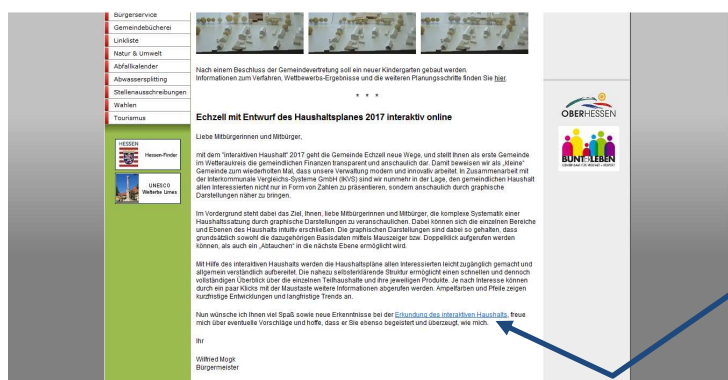 Bürgerservice
Gemeindebücherei
Linkliste
Natur & Umwelt
Abfallkalender
Abwassersplitting
Stellenausschreibungen
Wahlen
Tourismus
HESSEN
Hessen-Finder
UNESCO
Welterbe Limes
Nach einem Beschluss der Gemeindevertretung soll ein neuer Kindergarten gebaut werden.
Informationen zum Verfahren, Wettbewerbs-Ergebnisse und die weiteren Planungsschritte finden Sie hier.
* * *
Echzell mit Entwurf des Haushaltsplanes 2017 interaktiv online
Liebe Mitbürgerinnen und Mitbürger,
mit dem "interaktiven Haushalt" 2017 geht die Gemeinde Echzell neue Wege, und stellt Ihnen als erste Gemeinde
im Wetteraukreis die gemeindlichen Finanzen transparent und anschaulich dar. Damit beweisen wir als „kleine"
Gemeinde zum wiederholten Mal, dass unsere Verwaltung modern und innovativ arbeitet. In Zusammenarbeit mit
der Interkommunale Vergleichs-Systeme GmbH (IKVS) sind wir nunmehr in der Lage, den gemeindlichen Haushalt
allen Interessierten nicht nur in Form von Zahlen zu präsentieren, sondern anschaulich durch graphische
Darstellungen näher zu bringen.
Im Vordergrund steht dabei das Ziel, Ihnen, liebe Mitbürgerinnen und Mitbürger, die komplexe Systematik einer
Haushaltssatzung durch graphische Darstellungen zu veranschaulichen. Dabei können sich die einzelnen Bereiche
und Ebenen des Haushalts intuitiv erschließen. Die graphischen Darstellungen sind dabei so gehalten, dass
grundsätzlich sowohl die dazugehörigen Basisdaten mittels Mauszeiger bzw. Doppelklick aufgerufen werden
können, als auch ein „Abtauchen" in die nächste Ebene ermöglicht wird.
Mit Hilfe des interaktiven Haushalts werden die Haushaltspläne allen Interessierten leicht zugänglich gemacht und
allgemein verständlich aufbereitet. Die nahezu selbsterklärende Struktur ermöglicht einen schnellen und dennoch
vollständigen Überblick über die einzelnen Teilhaushalte und ihre jeweiligen Produkte. Je nach Interesse können
durch ein paar Klicks mit der Maustaste weitere Informationen abgerufen werden. Ampelfarben und Pfeile zeigen
kurzfristige Entwicklungen und langfristige Trends an.
Nun wünsche ich Ihnen viel Spaß sowie neue Erkenntnisse bei der Erkundung des interaktiven Haushalts, freue
mich über eventuelle Vorschläge und hoffe, dass er Sie ebenso begeistert und überzeugt, wie mich.
Ihr
Wilfried Mogk
Bürgermeister
OBERHESSEN
BUNT LEBEN